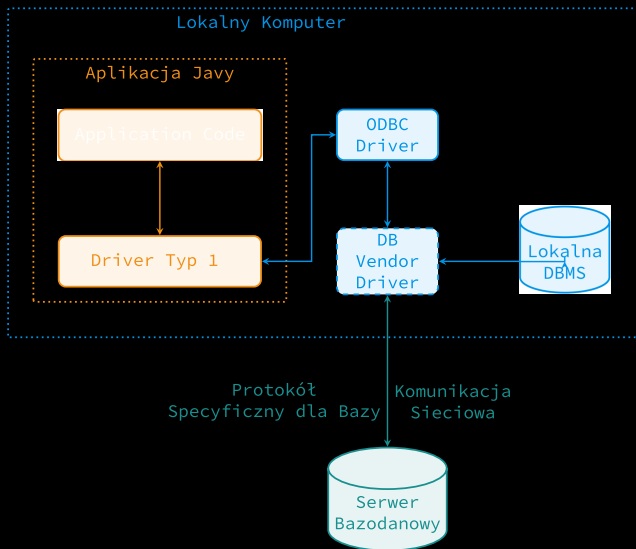 Lokalny Komputer
Aplikacja Javy
Application Code
ODBC
Driver
Driver Typ 1
DB
Vendor
Driver
Lokalna
DBMS
Protokół
Specyficzny dla Bazy
Komunikacja
Sieciowa
Serwer
Bazodanowy